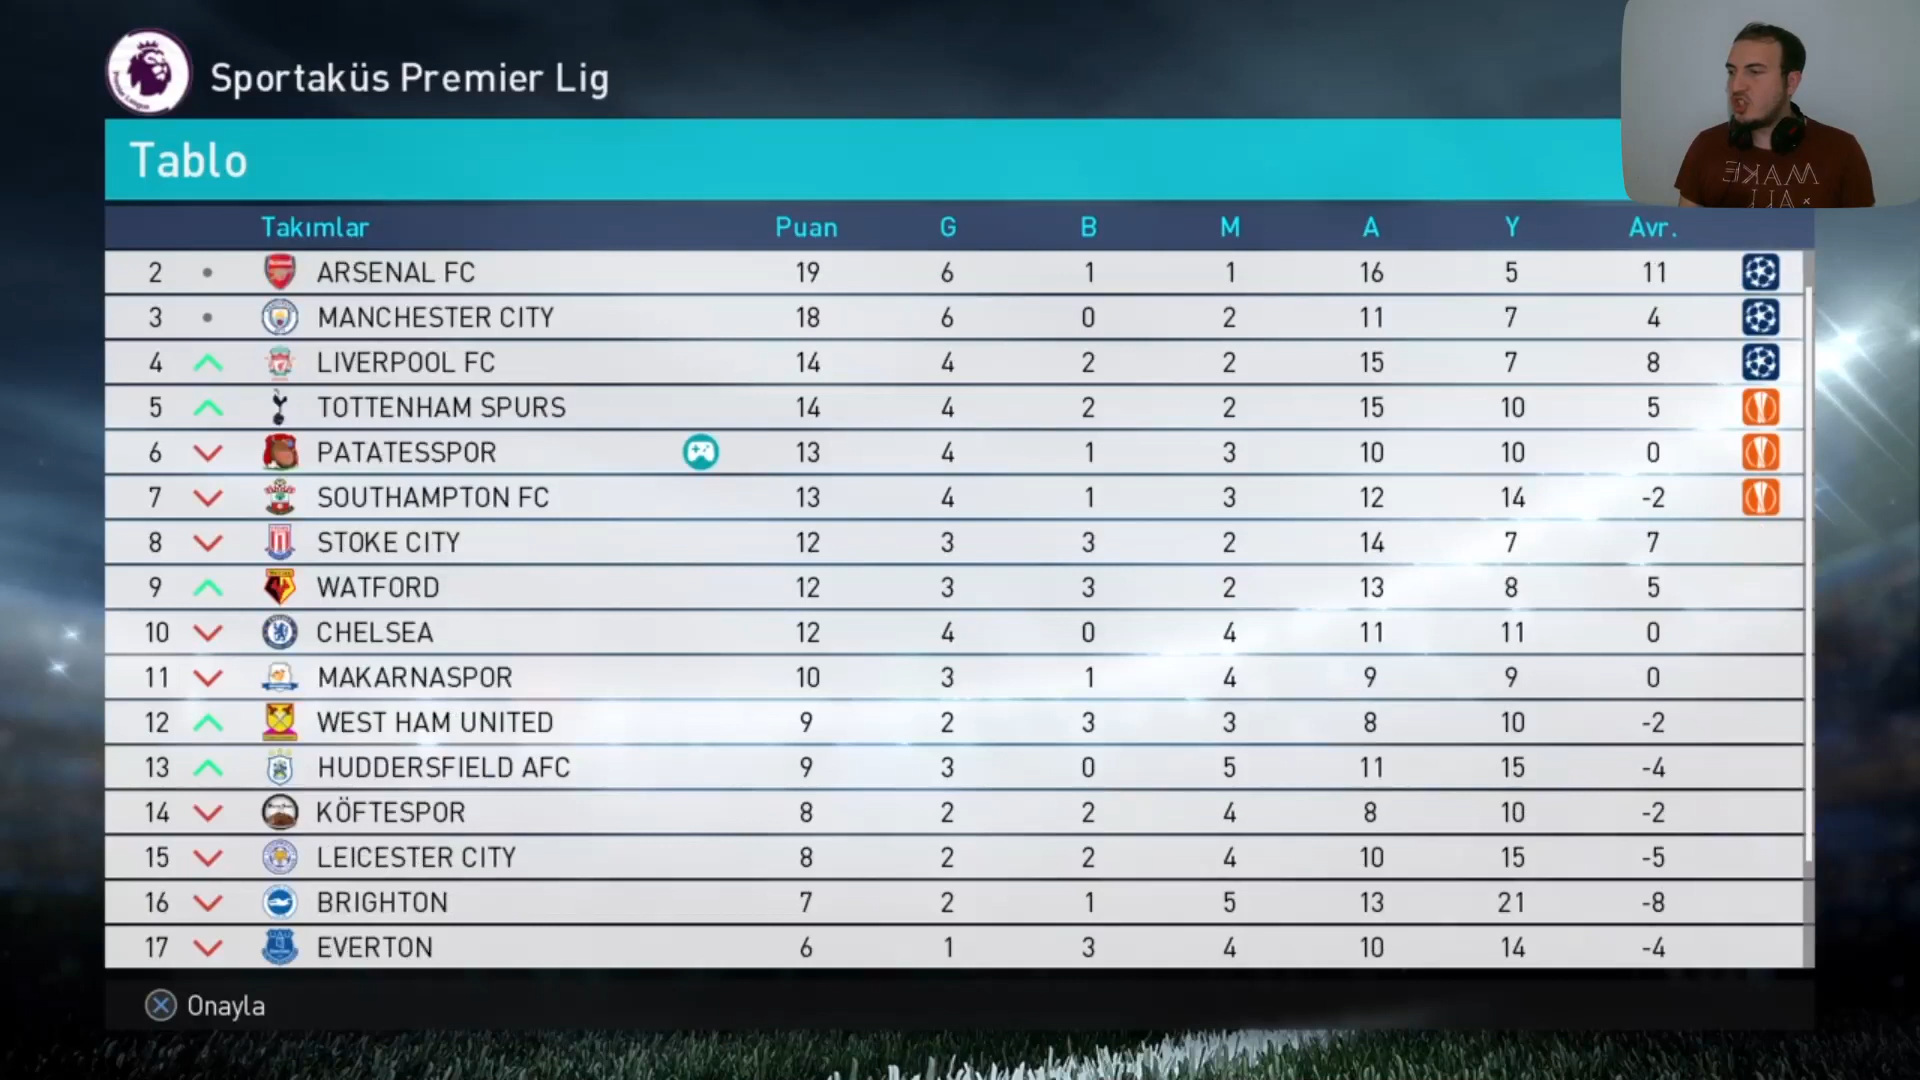 Sportaküs Premier Lig
Tablo
Takımlar Puan G B M A Y Avr.
2 ARSENAL FC 19 6 1 1 16 5 11
3 MANCHESTER CITY 18 6 0 2 11 7 4
4 LIVERPOOL FC 14 4 2 2 15 7 8
5 TOTTENHAM SPURS 14 4 2 2 15 10 5
6 PATATESSPOR 13 4 1 3 10 10 0
7 SOUTHAMPTON FC 13 4 1 3 12 14 -2
8 STOKE CITY 12 3 3 2 14 7 7
9 WATFORD 12 3 3 2 13 8 5
10 CHELSEA 12 4 0 4 11 11 0
11 MAKARNASPOR 10 3 1 4 9 9 0
12 WEST HAM UNITED 9 2 3 3 8 10 -2
13 HUDDERSFIELD AFC 9 3 0 5 11 15 -4
14 KÖFTESPOR 8 2 2 4 8 10 -2
15 LEICESTER CITY 8 2 2 4 10 15 -5
16 BRIGHTON 7 2 1 5 13 21 -8
17 EVERTON 6 1 3 4 10 14 -4
Onayla
MAKE